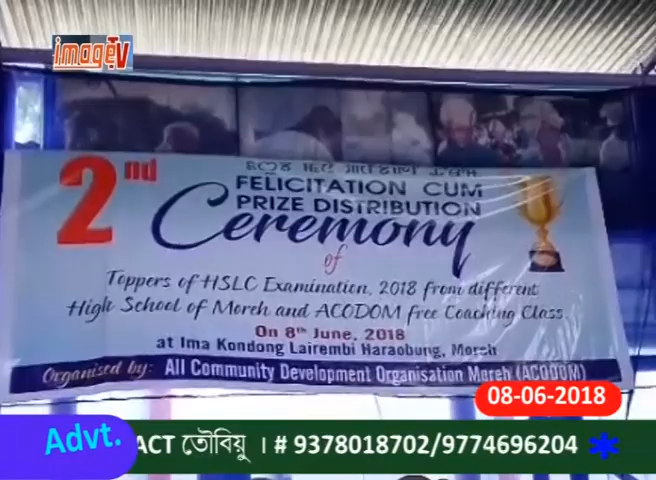 imageTV
2nd
FELICITATION CUM
PRIZE DISTRIBUTION
Ceremony
of
Toppers of HSLC Examination, 2018 from different
High School of Moreh and ACODOM free Coaching Class.
On 8th June, 2018
at Ima Kondong Lairembi Haraobung, Moreh
Organised by: ALL COMMUNITY DEVELOPMENT ORGANISATION MOREH (ACODOM)
08-06-2018
Advt. ACT তৌবিয়ু । # 9378018702/9774696204 *